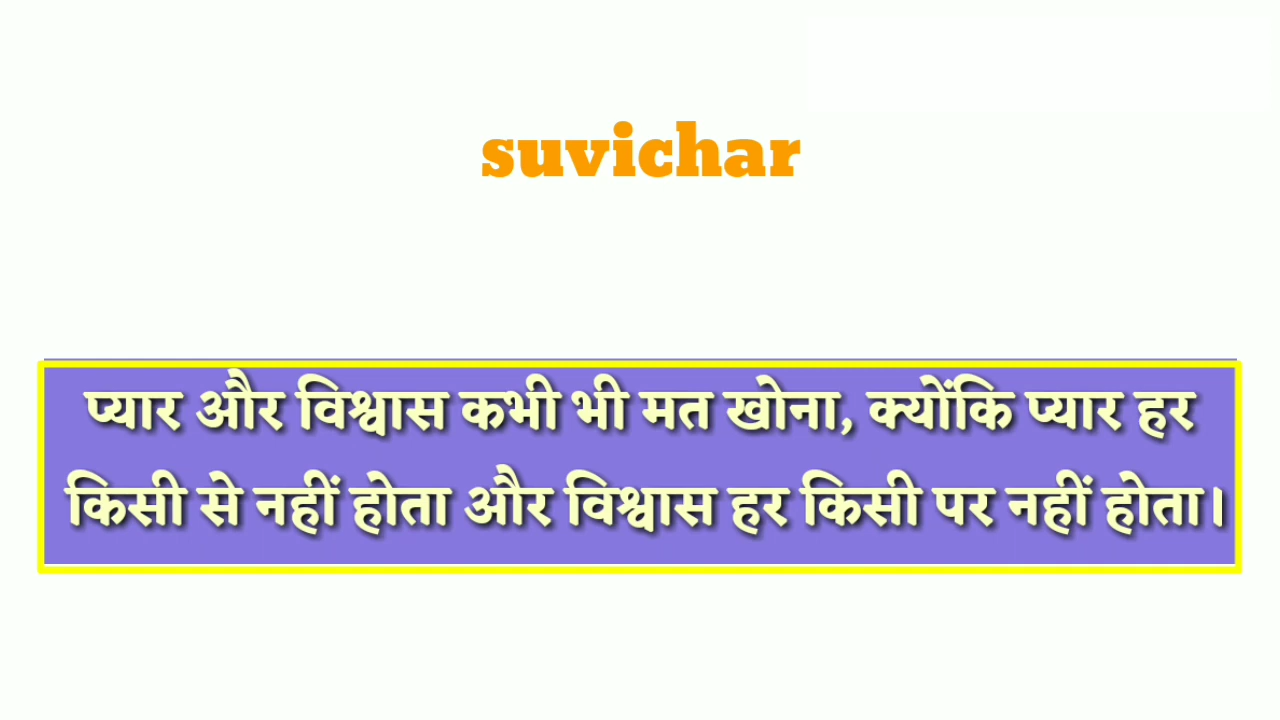 suvichar
प्यार और विश्वास कभी भी मत खोना, क्योंकि प्यार हर
किसी से नहीं होता और विश्वास हर किसी पर नहीं होता।